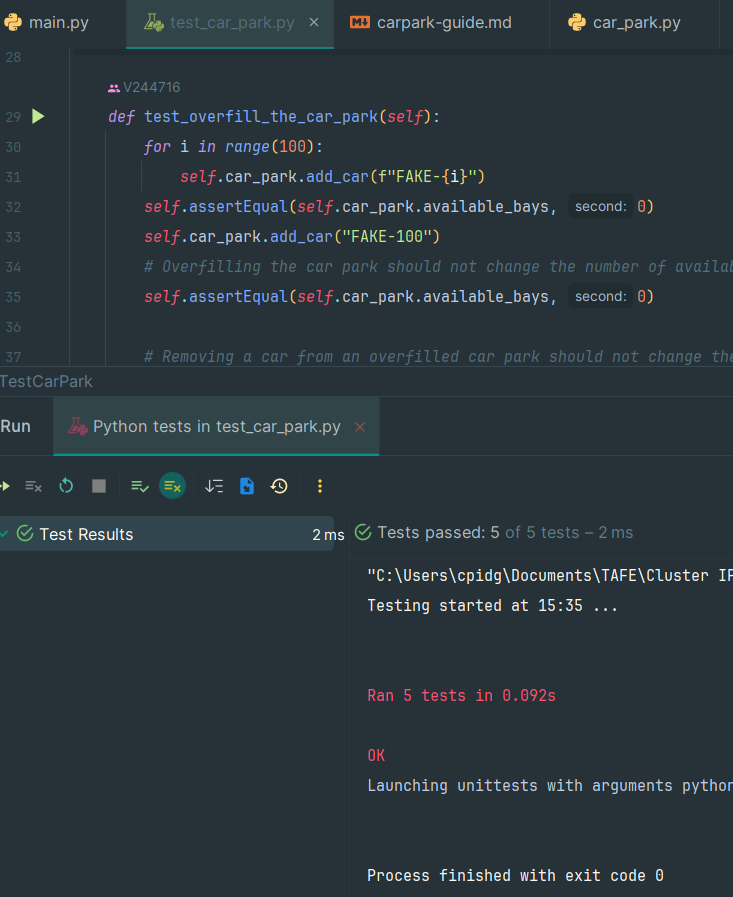 main.py test_car_park.py carpark-guide.md car_park.py
28
V244716
29 def test_overfill_the_car_park(self):
30 for i in range(100):
31 self.car_park.add_car(f"FAKE-{i}")
32 self.assertEqual(self.car_park.available_bays, second: 0)
33 self.car_park.add_car("FAKE-100")
34 # Overfilling the car park should not change the number of availab
35 self.assertEqual(self.car_park.available_bays, second: 0)
36
37 # Removing a car from an overfilled car park should not change the
TestCarPark
Run Python tests in test_car_park.py
Test Results 2 ms
Tests passed: 5 of 5 tests – 2 ms
"C:\Users\cpidg\Documents\TAFE\Cluster IP
Testing started at 15:35 ...
Ran 5 tests in 0.092s
OK
Launching unittests with arguments python
Process finished with exit code 0